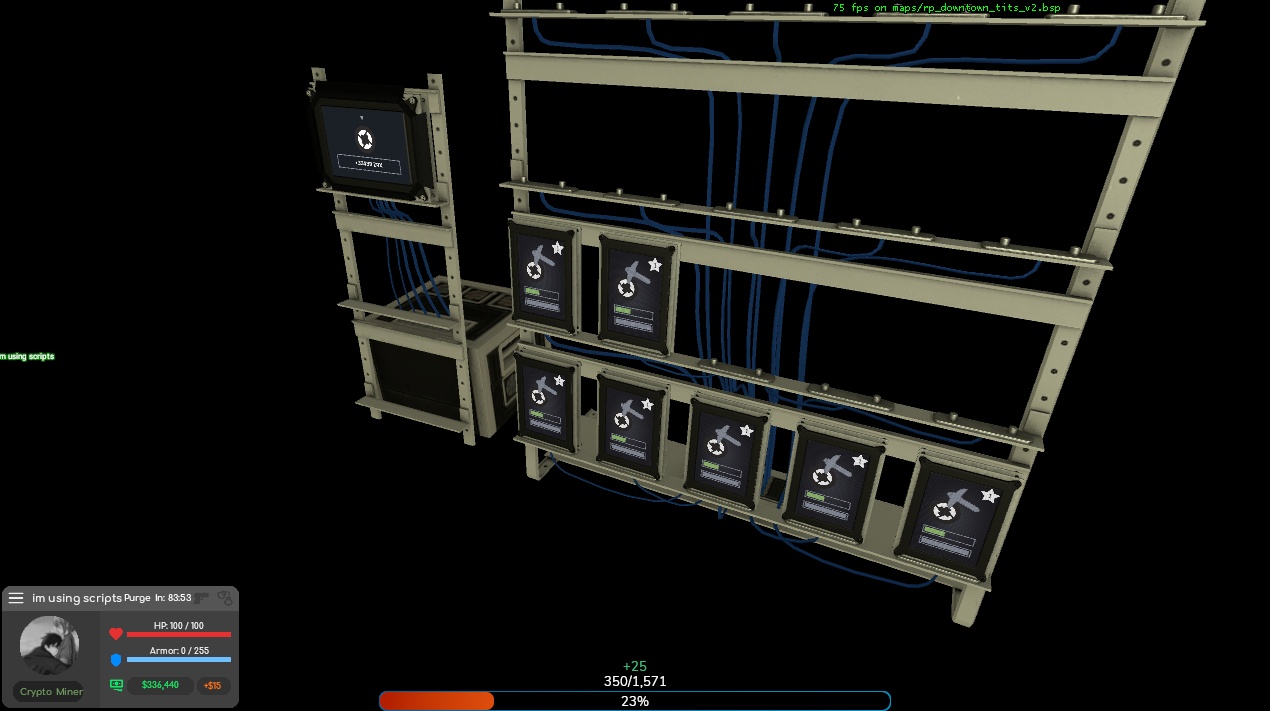 75 fps on maps/rp_downtown_tits_v2.bsp
m using scripts
im using scripts Purge In: 83:53
HP: 100 / 100
Armor: 0 / 255
Crypto Miner
$336,440
+$15
+25
350/1,571
23%